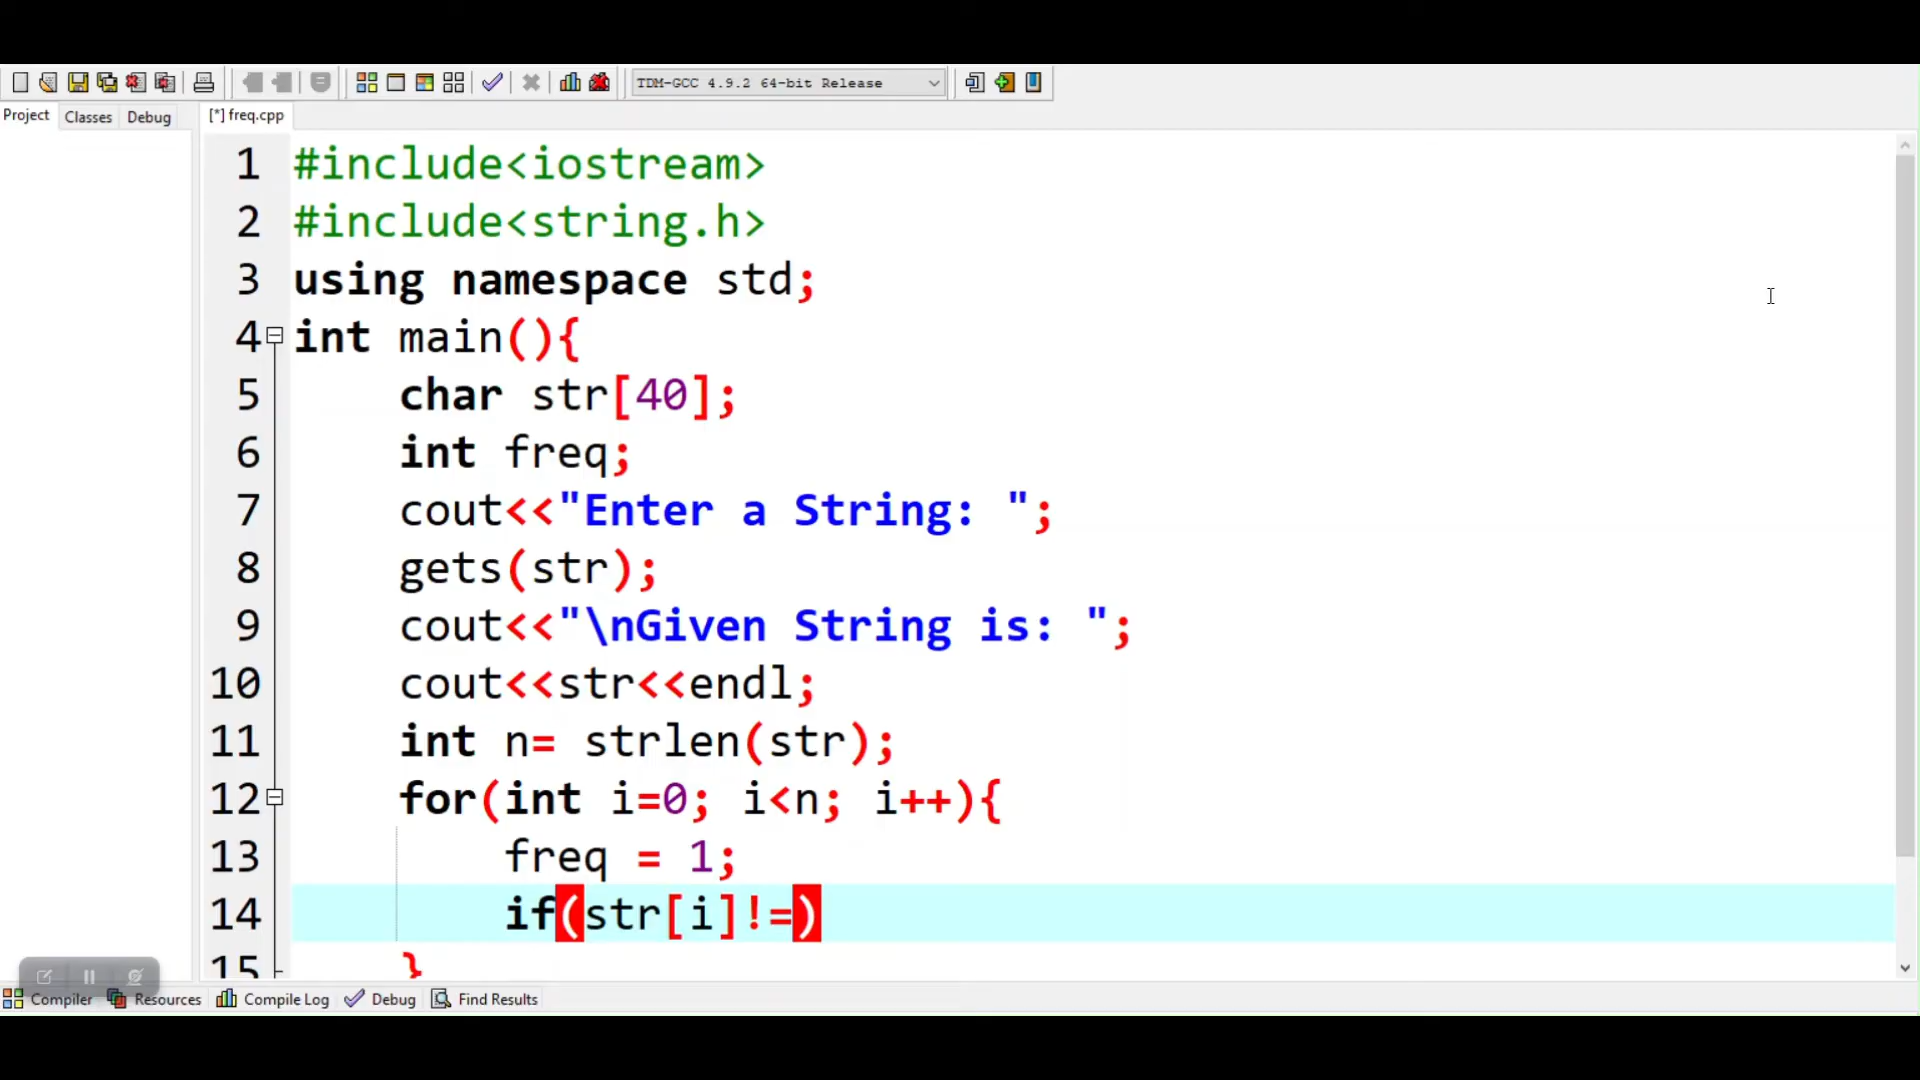 TDM-GCC 4.9.2 64-bit Release
Project Classes Debug [*] freq.cpp
1 #include<iostream>
2 #include<string.h>
3 using namespace std;
4 int main(){
5 char str[40];
6 int freq;
7 cout<<"Enter a String: ";
8 gets(str);
9 cout<<"\nGiven String is: ";
10 cout<<str<<endl;
11 int n= strlen(str);
12 for(int i=0; i<n; i++){
13 freq = 1;
14 if(str[i]!=)
15 }
Compiler Resources Compile Log Debug Find Results